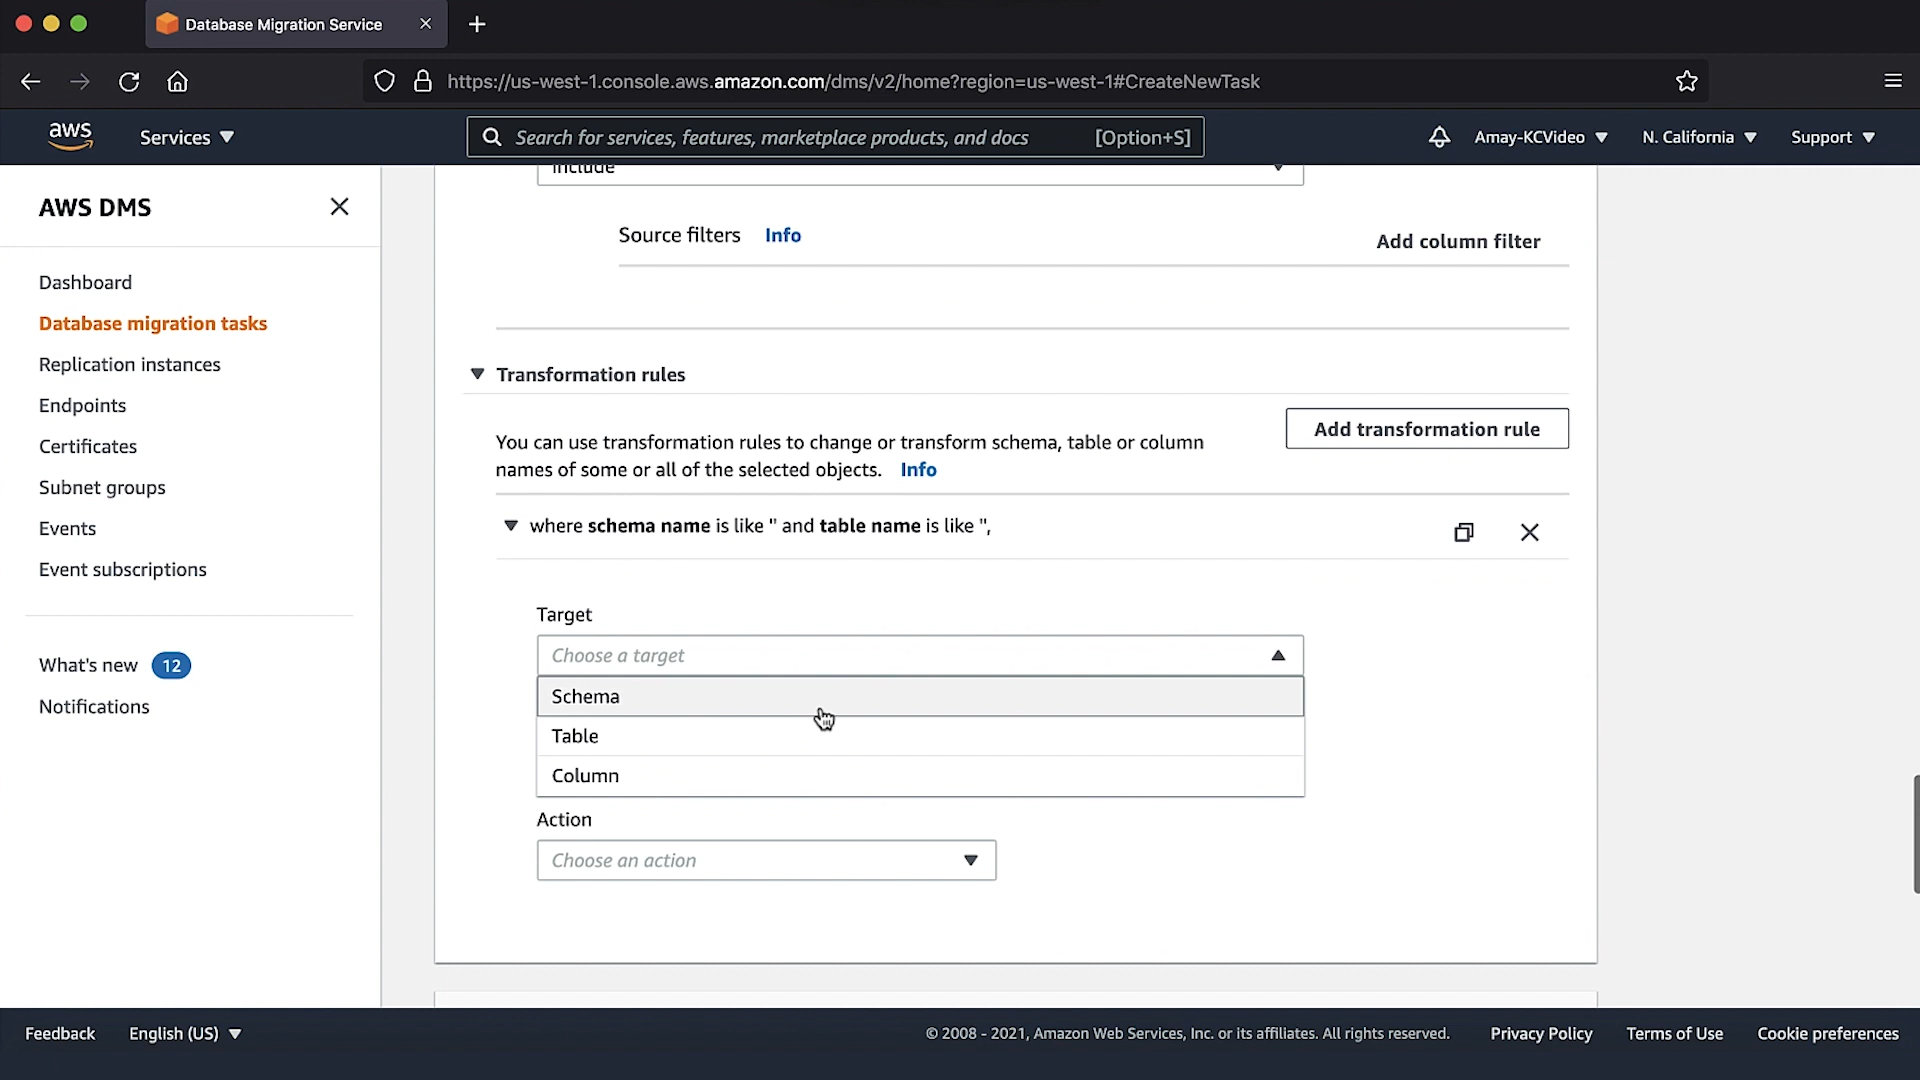 Database Migration Service
https://us-west-1.console.aws.amazon.com/dms/v2/home?region=us-west-1#CreateNewTask
aws
Services
Search for services, features, marketplace products, and docs
[Option+S]
Amay-KCVideo
N. California
Support
AWS DMS
Dashboard
Database migration tasks
Replication instances
Endpoints
Certificates
Subnet groups
Events
Event subscriptions
What's new
12
Notifications
Include
Source filters
Info
Add column filter
Transformation rules
You can use transformation rules to change or transform schema, table or column
names of some or all of the selected objects. Info
Add transformation rule
where schema name is like '' and table name is like '',
Target
Choose a target
Schema
Table
Column
Action
Choose an action
Feedback
English (US)
© 2008 - 2021, Amazon Web Services, Inc. or its affiliates. All rights reserved.
Privacy Policy
Terms of Use
Cookie preferences